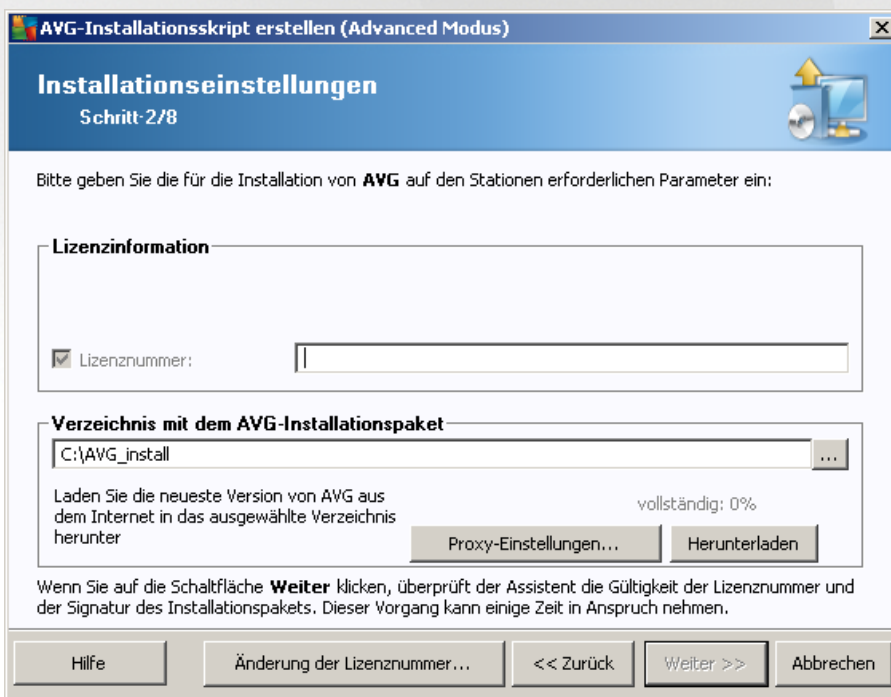 AVG-Installationsskript erstellen (Advanced Modus)
Installationseinstellungen
Schritt-2/8
Bitte geben Sie die für die Installation von AVG auf den Stationen erforderlichen Parameter ein:
Lizenzinformation
Lizenznummer:
Verzeichnis mit dem AVG-Installationspaket
C:\AVG_install
...
Laden Sie die neueste Version von AVG aus
dem Internet in das ausgewählte Verzeichnis
herunter
vollständig: 0%
Proxy-Einstellungen...
Herunterladen
Wenn Sie auf die Schaltfläche Weiter klicken, überprüft der Assistent die Gültigkeit der Lizenznummer und
der Signatur des Installationspakets. Dieser Vorgang kann einige Zeit in Anspruch nehmen.
Hilfe
Änderung der Lizenznummer...
<< Zurück
Weiter >>
Abbrechen